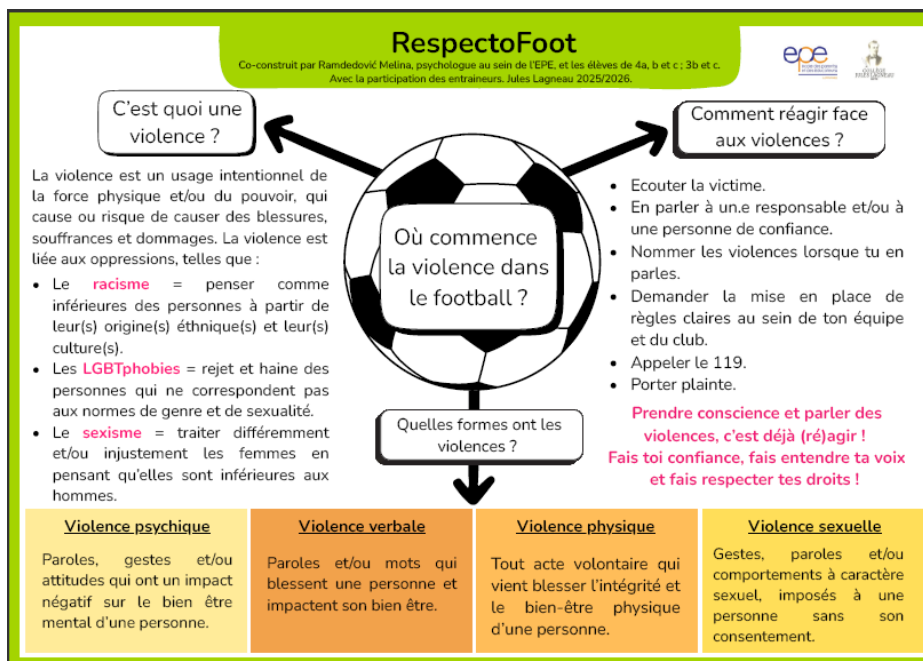 RespectoFoot
Co-construit par Ramdedović Melina, psychologue au sein de l'EPE, et les élèves de 4a, b et c ; 3b et c.
Avec la participation des entraineurs. Jules Lagneau 2025/2026.
epe
COLLÈGE
JULES LAGNEAU
C'est quoi une
violence ?
La violence est un usage intentionnel de
la force physique et/ou du pouvoir, qui
cause ou risque de causer des blessures,
souffrances et dommages. La violence est
liée aux oppressions, telles que :
• Le racisme = penser comme
inférieures des personnes à partir de
leur(s) origine(s) éthnique(s) et leur(s)
culture(s).
• Les LGBTphobies = rejet et haine des
personnes qui ne correspondent pas
aux normes de genre et de sexualité.
• Le sexisme = traiter différemment
et/ou injustement les femmes en
pensant qu'elles sont inférieures aux
hommes.
Où commence
la violence dans
le football ?
Comment réagir face
aux violences ?
• Ecouter la victime.
• En parler à un.e responsable et/ou à
une personne de confiance.
• Nommer les violences lorsque tu en
parles.
• Demander la mise en place de
règles claires au sein de ton équipe
et du club.
• Appeler le 119.
• Porter plainte.
Prendre conscience et parler des
violences, c'est déjà (ré)agir !
Fais toi confiance, fais entendre ta voix
et fais respecter tes droits !
Quelles formes ont les
violences ?
Violence psychique
Paroles, gestes et/ou
attitudes qui ont un impact
négatif sur le bien être
mental d'une personne.
Violence verbale
Paroles et/ou mots qui
blessent une personne et
impactent son bien être.
Violence physique
Tout acte volontaire qui
vient blesser l'intégrité et
le bien-être physique
d'une personne.
Violence sexuelle
Gestes, paroles et/ou
comportements à caractère
sexuel, imposés à une
personne sans son
consentement.